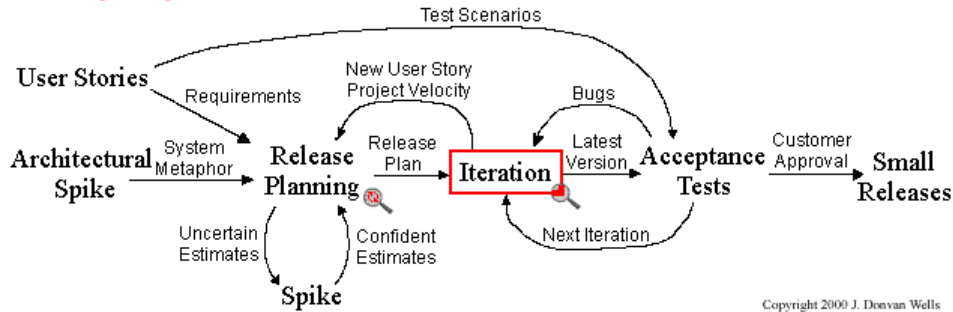 Test Scenarios
User Stories
New User Story
Project Velocity
Bugs
Requirements
Architectural
Spike
System
Metaphor
Release
Planning
Release
Plan
Iteration
Latest
Version
Acceptance
Tests
Customer
Approval
Small
Releases
Uncertain
Estimates
Confident
Estimates
Next Iteration
Spike
Copyright 2000 J. Donvan Wells